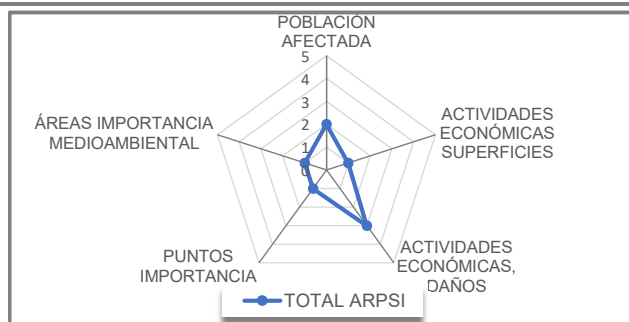 POBLACIÓN
AFECTADA
5
4
3
2
1
0
ACTIVIDADES
ECONÓMICAS
SUPERFICIES
ACTIVIDADES
ECONÓMICAS,
DAÑOS
PUNTOS
IMPORTANCIA
ÁREAS IMPORTANCIA
MEDIOAMBIENTAL
TOTAL ARPSI